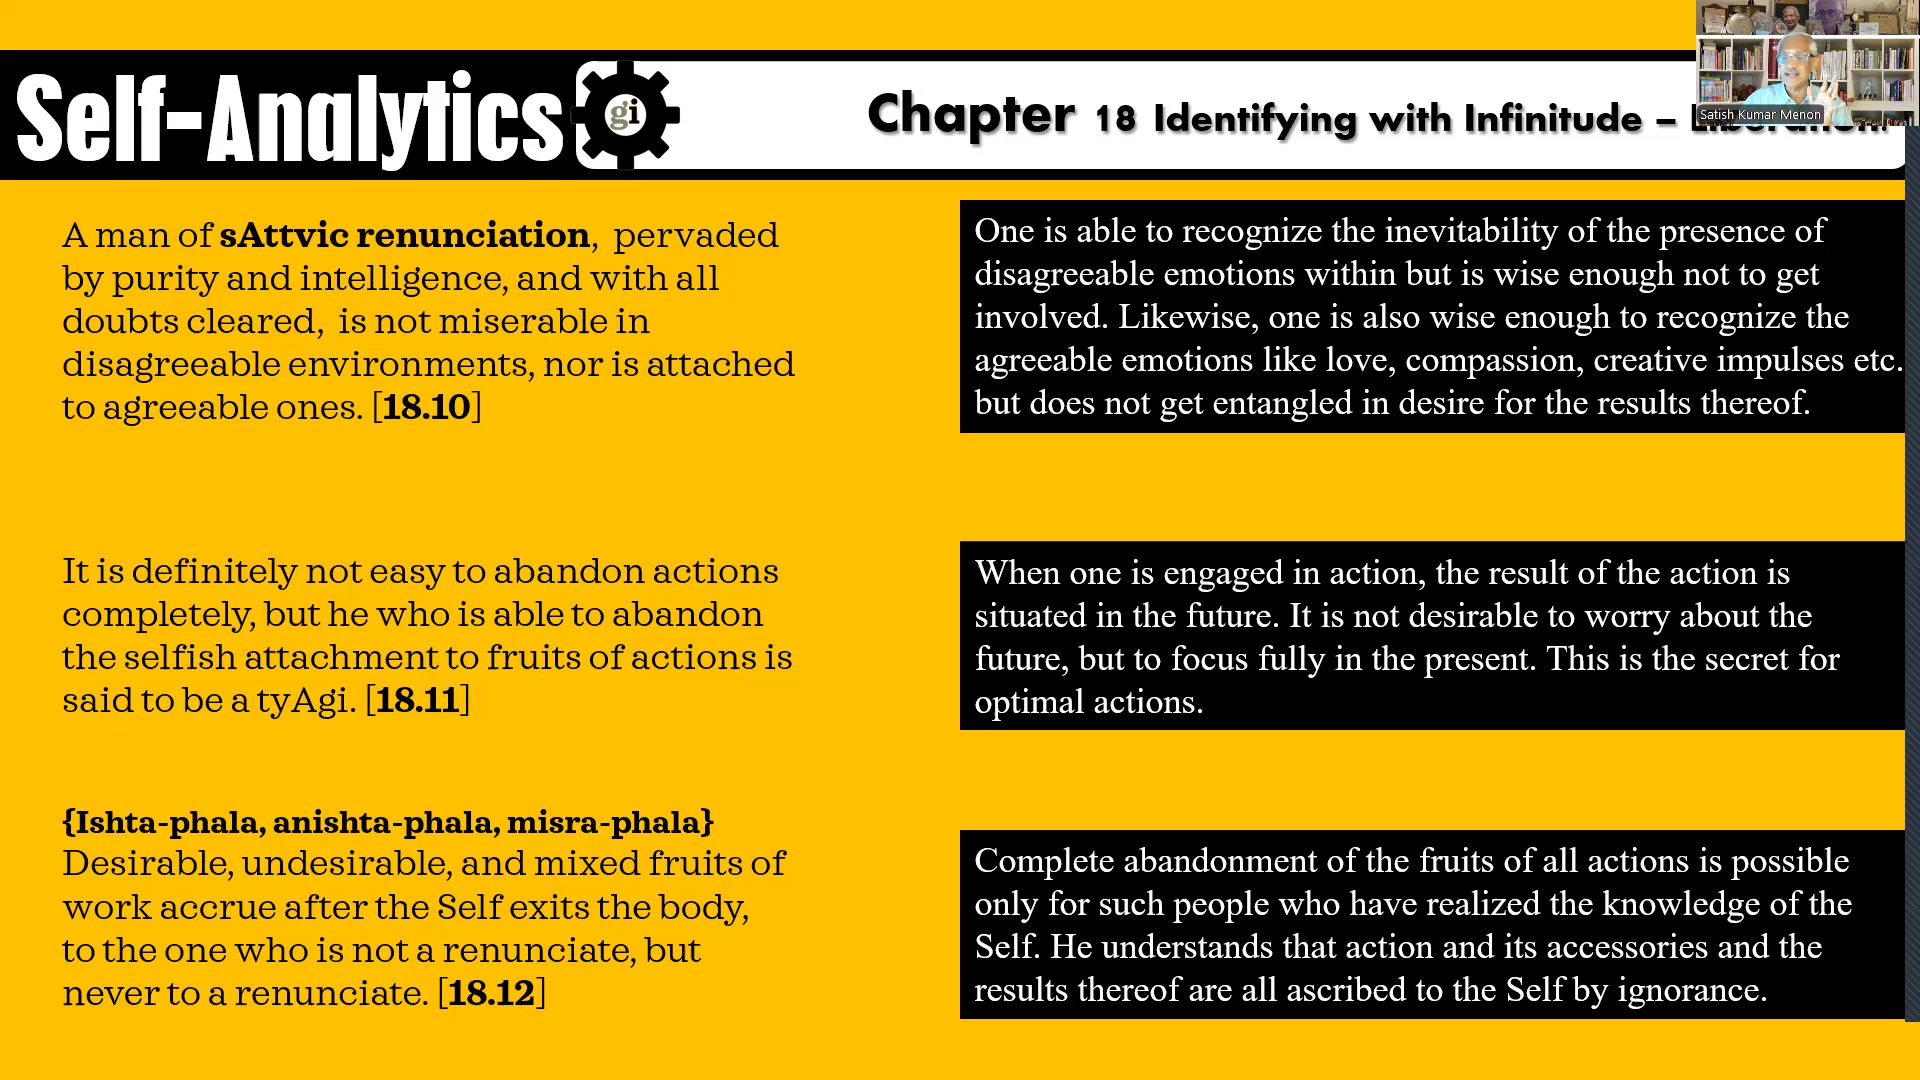 Self-Analytics
gi
Chapter 18 Identifying with Infinitude –
Satish Kumar Menon
A man of sAttvic renunciation, pervaded
by purity and intelligence, and with all
doubts cleared, is not miserable in
disagreeable environments, nor is attached
to agreeable ones. [18.10]
One is able to recognize the inevitability of the presence of
disagreeable emotions within but is wise enough not to get
involved. Likewise, one is also wise enough to recognize the
agreeable emotions like love, compassion, creative impulses etc.
but does not get entangled in desire for the results thereof.
It is definitely not easy to abandon actions
completely, but he who is able to abandon
the selfish attachment to fruits of actions is
said to be a tyAgi. [18.11]
When one is engaged in action, the result of the action is
situated in the future. It is not desirable to worry about the
future, but to focus fully in the present. This is the secret for
optimal actions.
{Ishta-phala, anishta-phala, misra-phala}
Desirable, undesirable, and mixed fruits of
work accrue after the Self exits the body,
to the one who is not a renunciate, but
never to a renunciate. [18.12]
Complete abandonment of the fruits of all actions is possible
only for such people who have realized the knowledge of the
Self. He understands that action and its accessories and the
results thereof are all ascribed to the Self by ignorance.